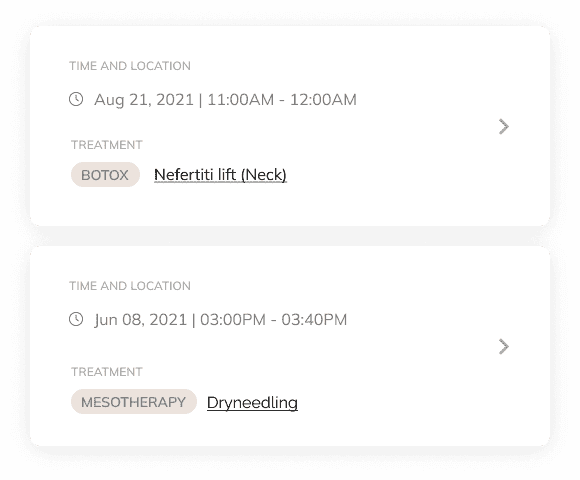 TIME AND LOCATION
Aug 21, 2021 | 11:00AM - 12:00AM
TREATMENT
BOTOX Nefertiti lift (Neck)
TIME AND LOCATION
Jun 08, 2021 | 03:00PM - 03:40PM
TREATMENT
MESOTHERAPY Dryneedling